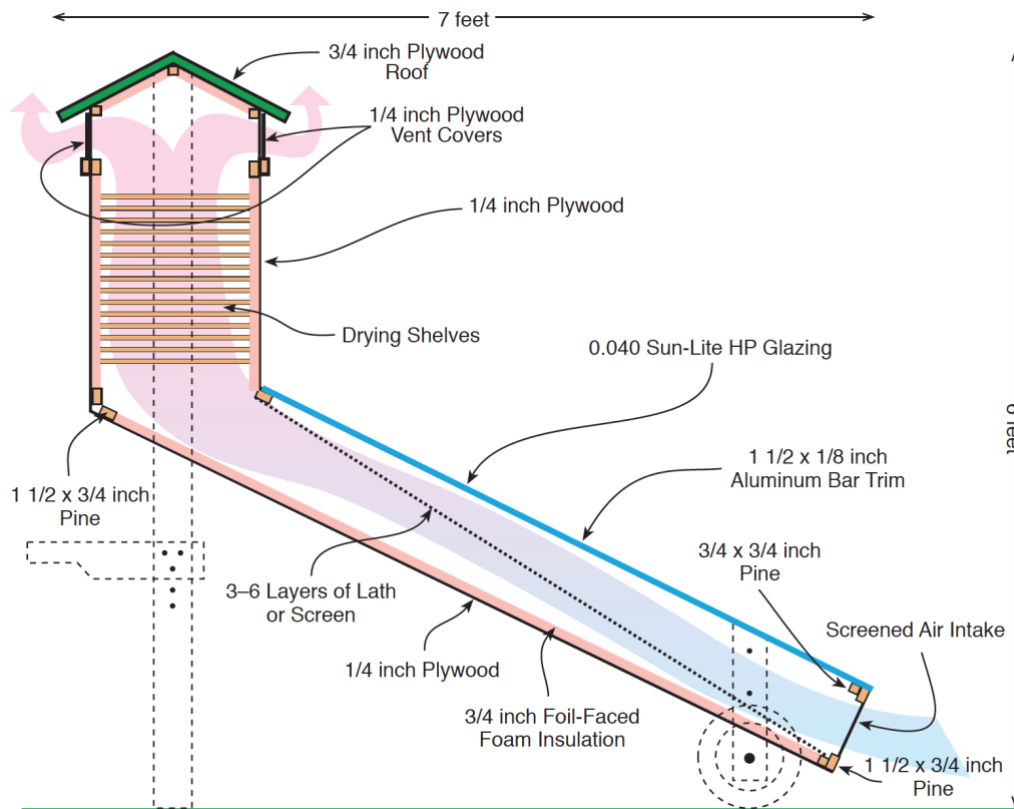 7 feet
3/4 inch Plywood
Roof
1/4 inch Plywood
Vent Covers
1/4 inch Plywood
Drying Shelves
0.040 Sun-Lite HP Glazing
6 feet
1 1/2 x 1/8 inch
Aluminum Bar Trim
1 1/2 x 3/4 inch
Pine
3/4 x 3/4 inch
Pine
3–6 Layers of Lath
or Screen
Screened Air Intake
1/4 inch Plywood
3/4 inch Foil-Faced
Foam Insulation
1 1/2 x 3/4 inch
Pine